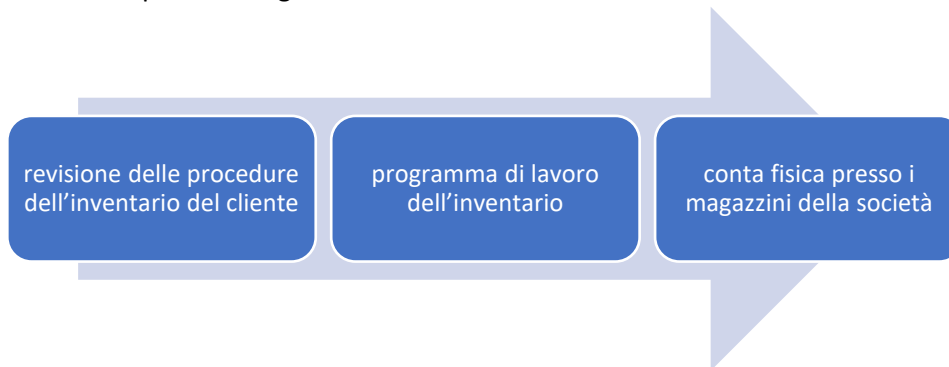 revisione delle procedure
dell'inventario del cliente
programma di lavoro
dell'inventario
conta fisica presso i
magazzini della società